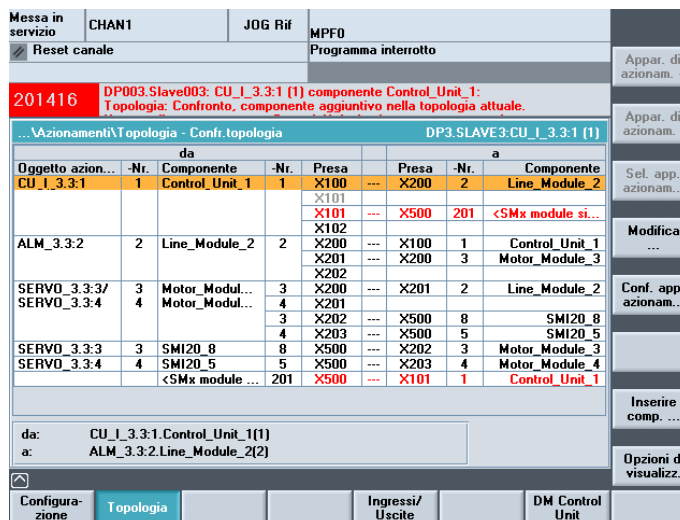 Messa in servizio CHAN1 JOG Rif MPF0
Reset canale Programma interrotto
201416 DP003.Slave003: CU_I_3.3:1 (1) componente Control_Unit_1:
Topologia: Confronto, componente aggiuntivo nella topologia attuale.
...\Azionamenti\Topologia - Confr.topologia DP3.SLAVE3:CU_I_3.3:1 (1)
da a
Oggetto azion... -Nr. Componente -Nr. Presa Presa -Nr. Componente
CU_I_3.3:1 1 Control_Unit_1 1 X100 --- X200 2 Line_Module_2
X101
X101 --- X500 201 <SMx module si...
X102
ALM_3.3:2 2 Line_Module_2 2 X200 --- X100 1 Control_Unit_1
X201 --- X200 3 Motor_Module_3
X202
SERVO_3.3:3/ 3 Motor_Modul... 3 X200 --- X201 2 Line_Module_2
SERVO_3.3:4 4 Motor_Modul... 4 X201
3 X202 --- X500 8 SMI20_8
4 X203 --- X500 5 SMI20_5
SERVO_3.3:3 3 SMI20_8 8 X500 --- X202 3 Motor_Module_3
SERVO_3.3:4 4 SMI20_5 5 X500 --- X203 4 Motor_Module_4
<SMx module ... 201 X500 --- X101 1 Control_Unit_1
da: CU_I_3.3:1.Control_Unit_1(1)
a: ALM_3.3:2.Line_Module_2(2)
Appar. di
azionam.
Appar. di
azionam.
Sel. app.
azionam..
Modifica
...
Conf. app
azionam..
Inserire
comp. ...
Opzioni d
visualizz.
Configura-
zione
Topologia
Ingressi/
Uscite
DM Control
Unit